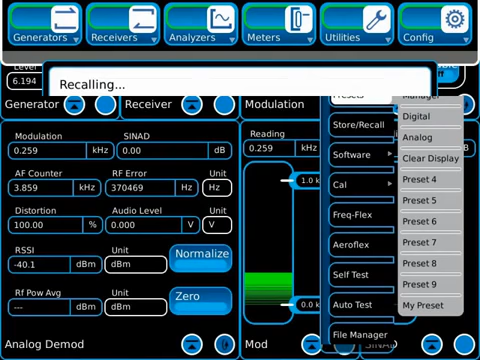 Generators Receivers Analyzers Meters Utilities Config
Level
6.194
Recalling...
Presets
Manager
Generator Receiver Modulation
Store/Recall
Digital
Analog
Modulation SINAD Reading
0.259 kHz 0.00 dB 0.259 kHz B
Software
Clear Display
AF Counter RF Error Unit
3.859 kHz 370469 Hz Hz
1.0 k
Cal
Preset 4
Preset 5
Distortion Audio Level Unit
100.00 % 0.000 V V
Freq-Flex
Preset 6
Aeroflex
Preset 7
RSSI Unit
-40.1 dBm dBm
Normalize
Self Test
Preset 8
Preset 9
Rf Pow Avg Unit
--- dBm dBm
Zero
0.0 k
Auto Test
My Preset
File Manager
Analog Demod Mod SINAD